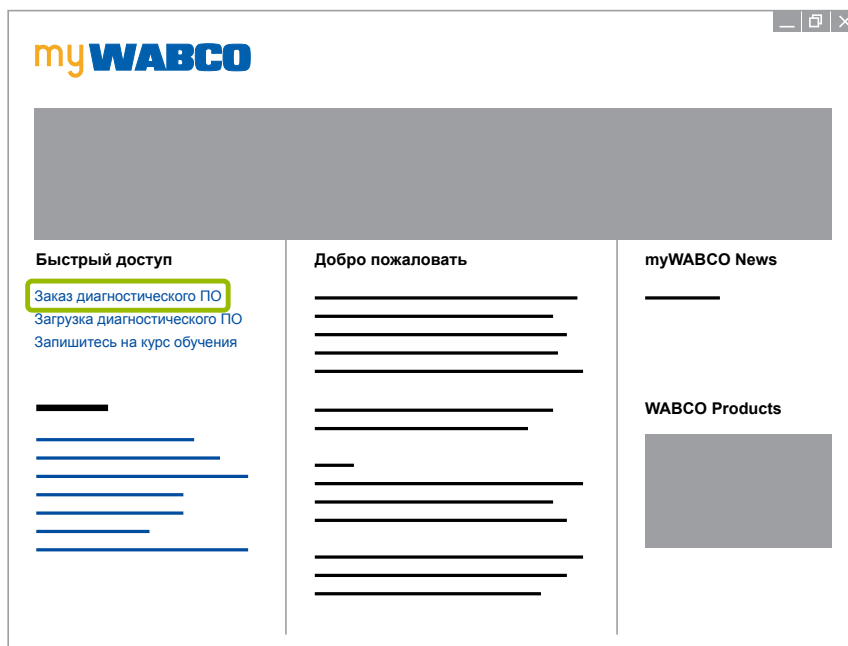 myWABCO
Быстрый доступ
Заказ диагностического ПО
Загрузка диагностического ПО
Запишитесь на курс обучения
Добро пожаловать
myWABCO News
WABCO Products